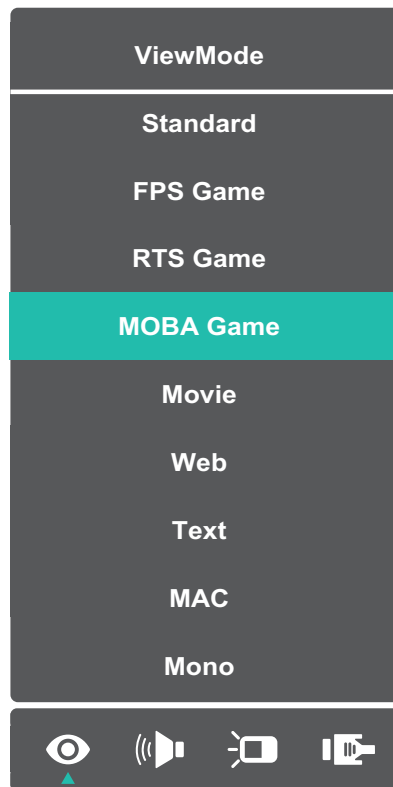 ViewMode
Standard
FPS Game
RTS Game
MOBA Game
Movie
Web
Text
MAC
Mono